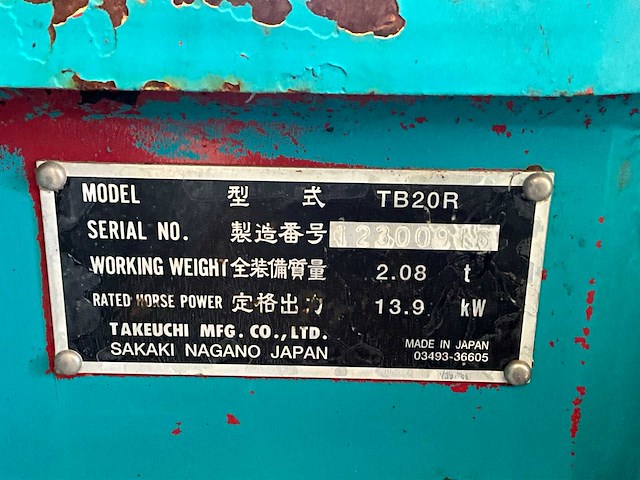 MODEL 型式 TB20R
SERIAL NO. 製造番号
WORKING WEIGHT 全装備質量 2.08 t
RATED HORSE POWER 定格出力 13.9 kW
TAKEUCHI MFG. CO., LTD.
SAKAKI NAGANO JAPAN
MADE IN JAPAN
03493-36605